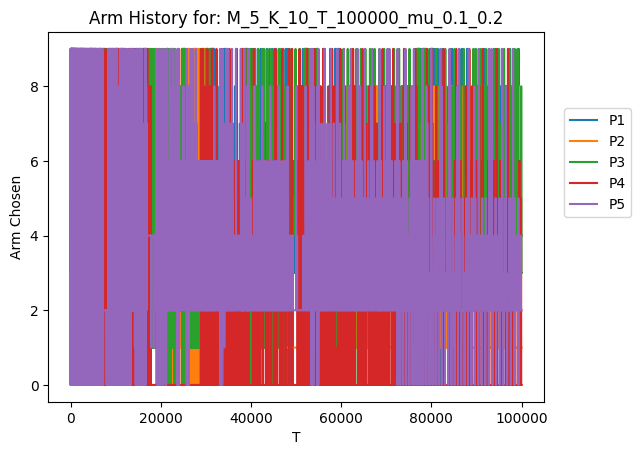 Arm History for: M_5_K_10_T_100000_mu_0.1_0.2
8
6
4
2
0
Arm Chosen
0 20000 40000 60000 80000 100000
T
P1
P2
P3
P4
P5